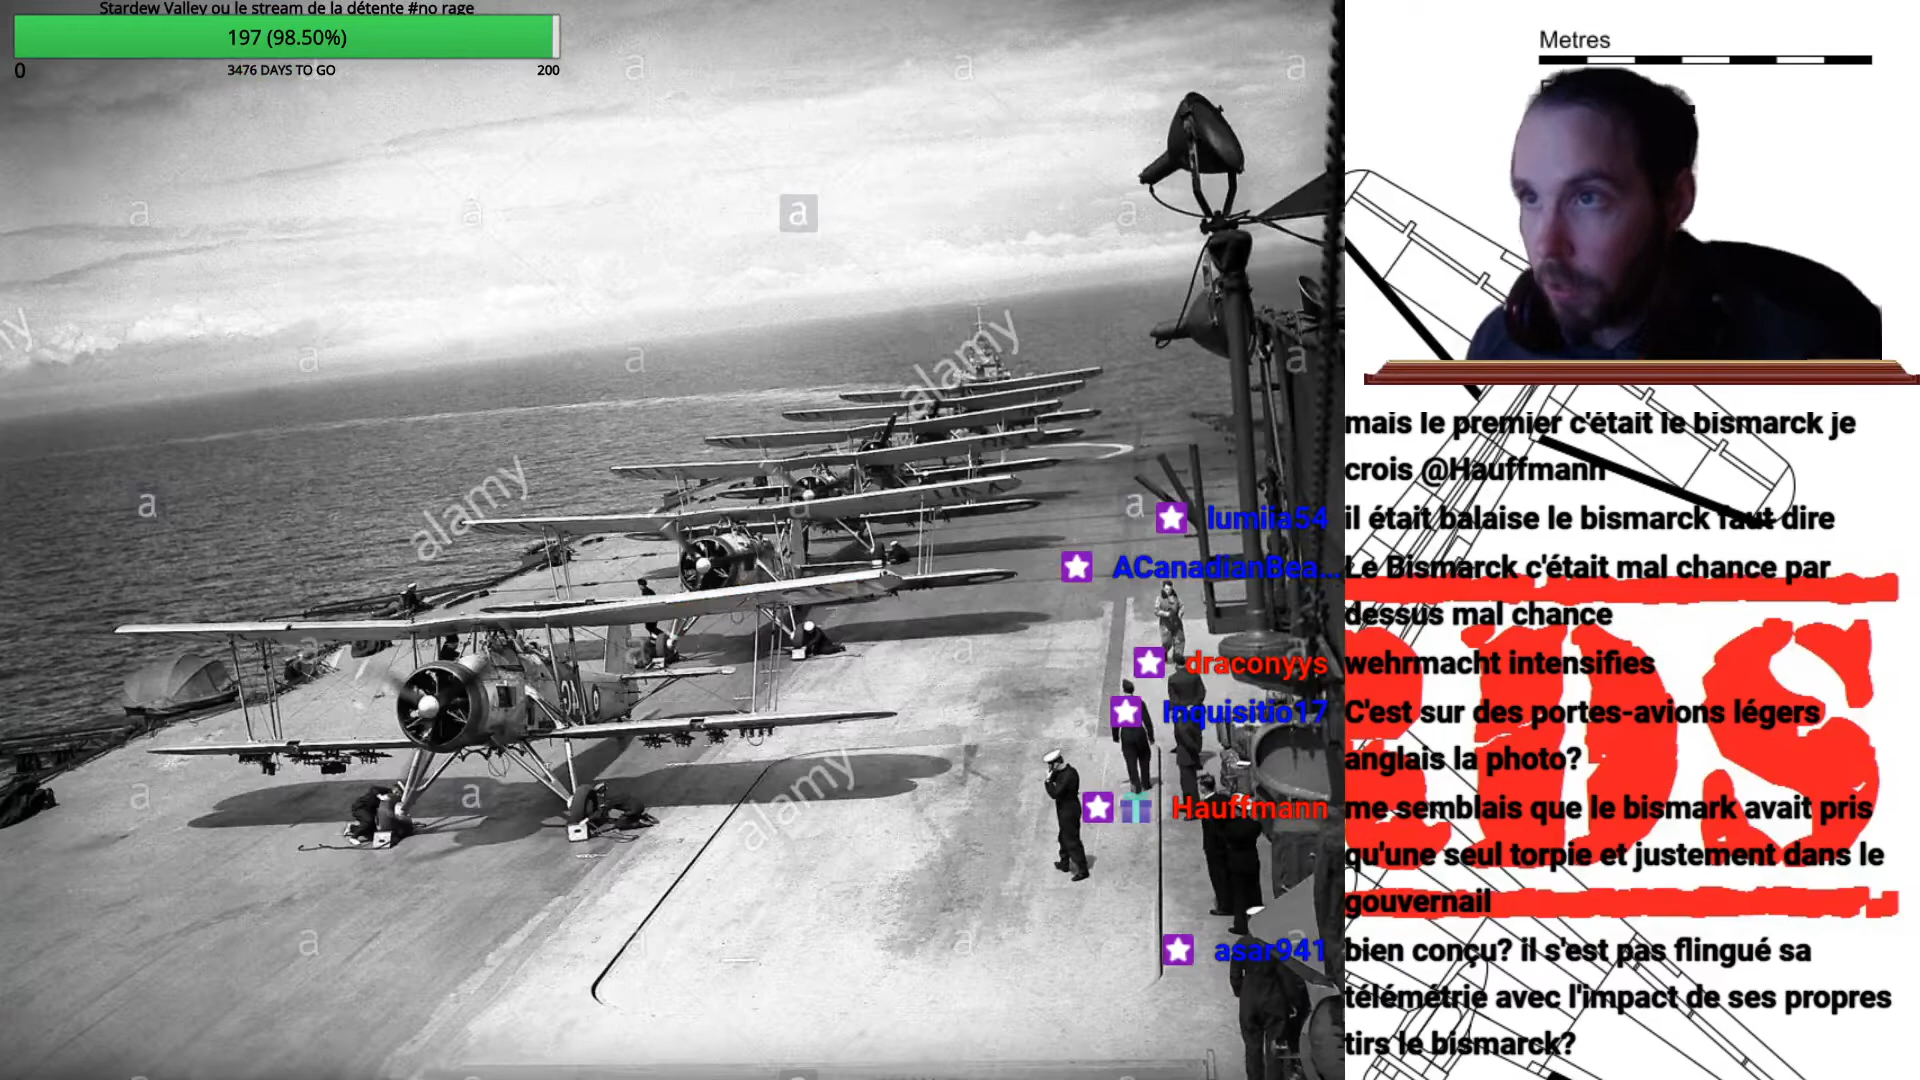 Stardew Valley ou le stream de la détente #no rage
197 (98.50%)
0
3476 DAYS TO GO
200
Metres
alamy
alamy
alamy
a
mais le premier c'était le bismarck je
crois @Hauffmann
lumiia54 il était balaise le bismarck faut dire
ACanadianBea... Le Bismarck c'était mal chance par
dessus mal chance
draconyys wehrmacht intensifies
Inquisitio17 C'est sur des portes-avions légers
anglais la photo?
Hauffmann me semblais que le bismark avait pris
qu'une seul torpie et justement dans le
gouvernail
asar941 bien conçu? il s'est pas flingué sa
télémétrie avec l'impact de ses propres
tirs le bismarck?